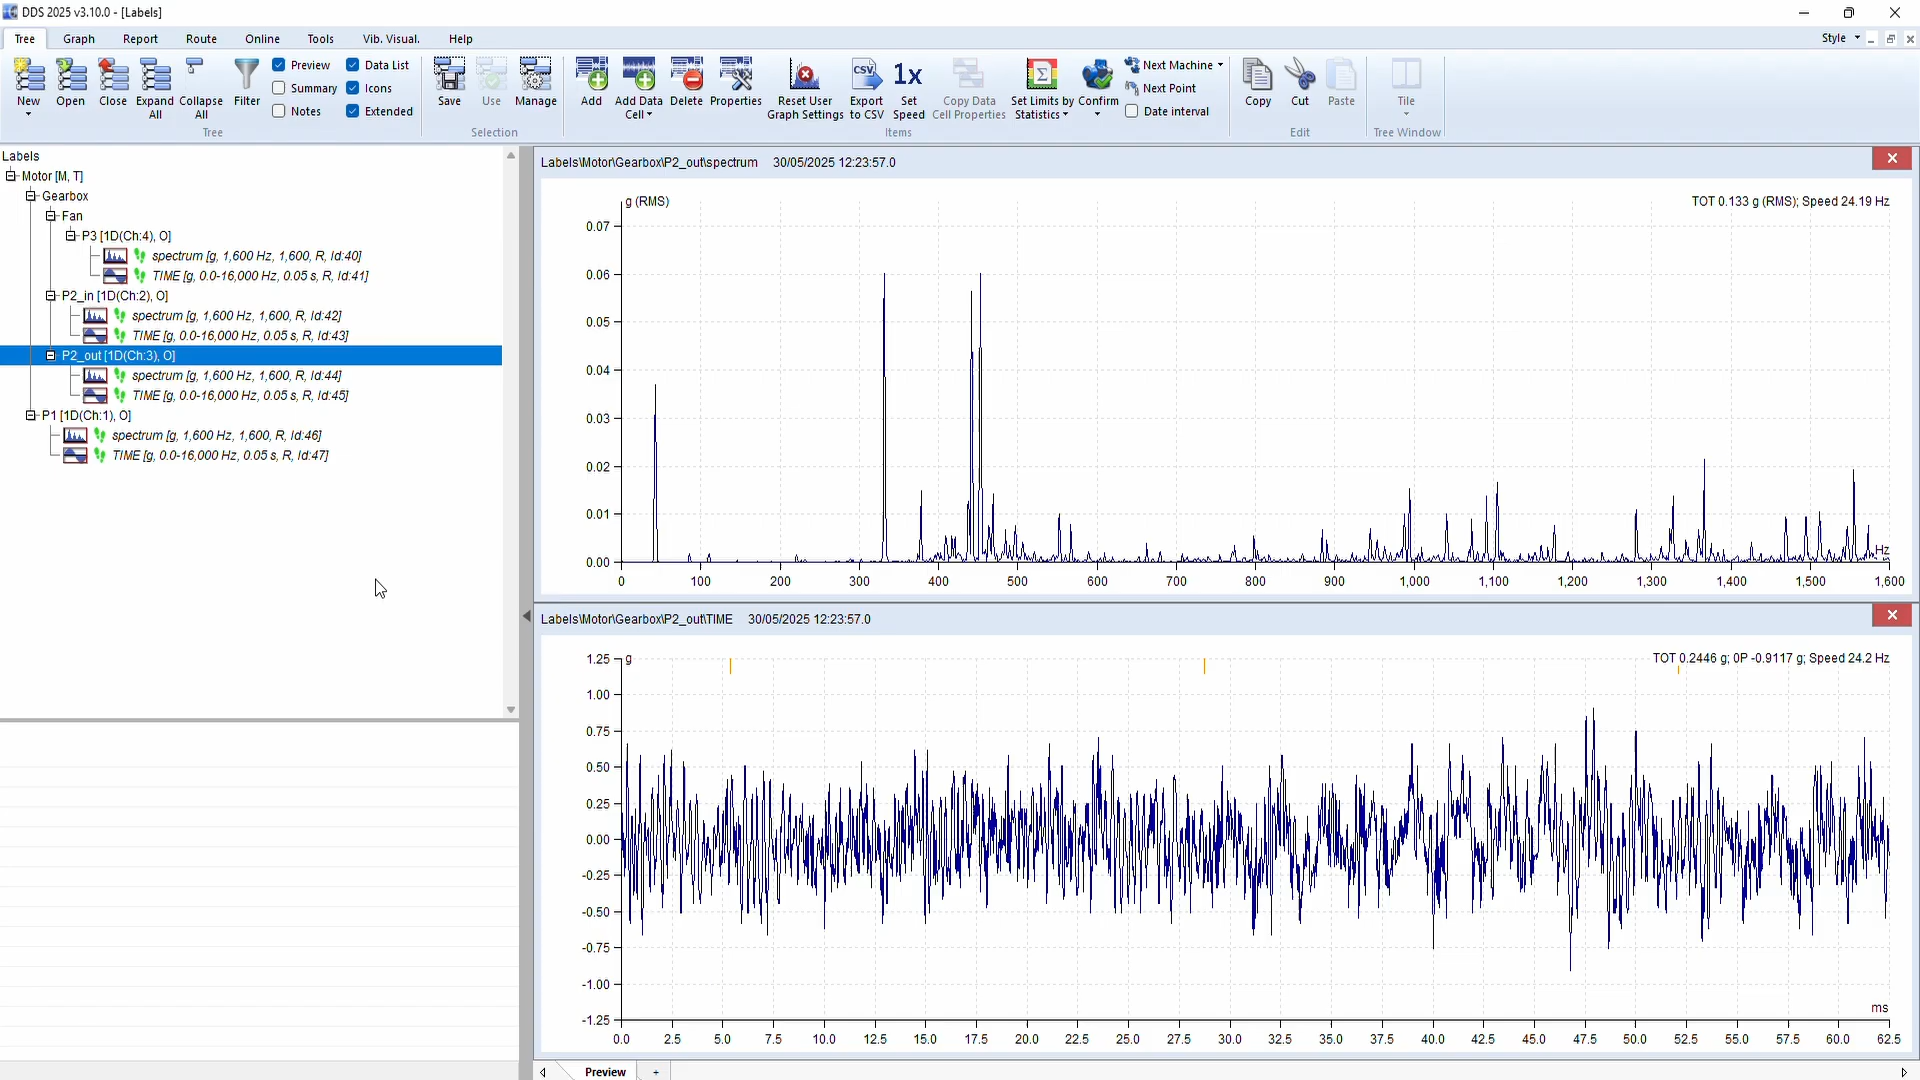 DDS 2025 v3.10.0 - [Labels]
Tree Graph Report Route Online Tools Vib. Visual. Help Style
New Open Close Expand All Collapse All Filter
Preview Data List
Summary Icons
Notes Extended
Tree
Save Use Manage
Selection
Add Add Data Cell Delete Properties Reset User Graph Settings Export to CSV Set Speed Copy Data Cell Properties Set Limits by Statistics Confirm
CSV 1x
Next Machine
Next Point
Date interval
Items
Copy Cut Paste
Edit
Tile
Tree Window
Labels
Motor [M, T]
Gearbox
Fan
P3 [1D(Ch:4), O]
spectrum [g, 1,600 Hz, 1,600, R, Id:40]
TIME [g, 0.0-16,000 Hz, 0.05 s, R, Id:41]
P2_in [1D(Ch:2), O]
spectrum [g, 1,600 Hz, 1,600, R, Id:42]
TIME [g, 0.0-16,000 Hz, 0.05 s, R, Id:43]
P2_out [1D(Ch:3), O]
spectrum [g, 1,600 Hz, 1,600, R, Id:44]
TIME [g, 0.0-16,000 Hz, 0.05 s, R, Id:45]
P1 [1D(Ch:1), O]
spectrum [g, 1,600 Hz, 1,600, R, Id:46]
TIME [g, 0.0-16,000 Hz, 0.05 s, R, Id:47]
Labels\Motor\Gearbox\P2_out\spectrum 30/05/2025 12:23:57.0
g (RMS)
TOT 0.133 g (RMS); Speed 24.19 Hz
0.07
0.06
0.05
0.04
0.03
0.02
0.01
0.00
Hz
0 100 200 300 400 500 600 700 800 900 1,000 1,100 1,200 1,300 1,400 1,500 1,600
Labels\Motor\Gearbox\P2_out\TIME 30/05/2025 12:23:57.0
g
TOT 0.2446 g; 0P -0.9117 g; Speed 24.2 Hz
1.25
1.00
0.75
0.50
0.25
0.00
-0.25
-0.50
-0.75
-1.00
-1.25
ms
0.0 2.5 5.0 7.5 10.0 12.5 15.0 17.5 20.0 22.5 25.0 27.5 30.0 32.5 35.0 37.5 40.0 42.5 45.0 47.5 50.0 52.5 55.0 57.5 60.0 62.5
Preview +